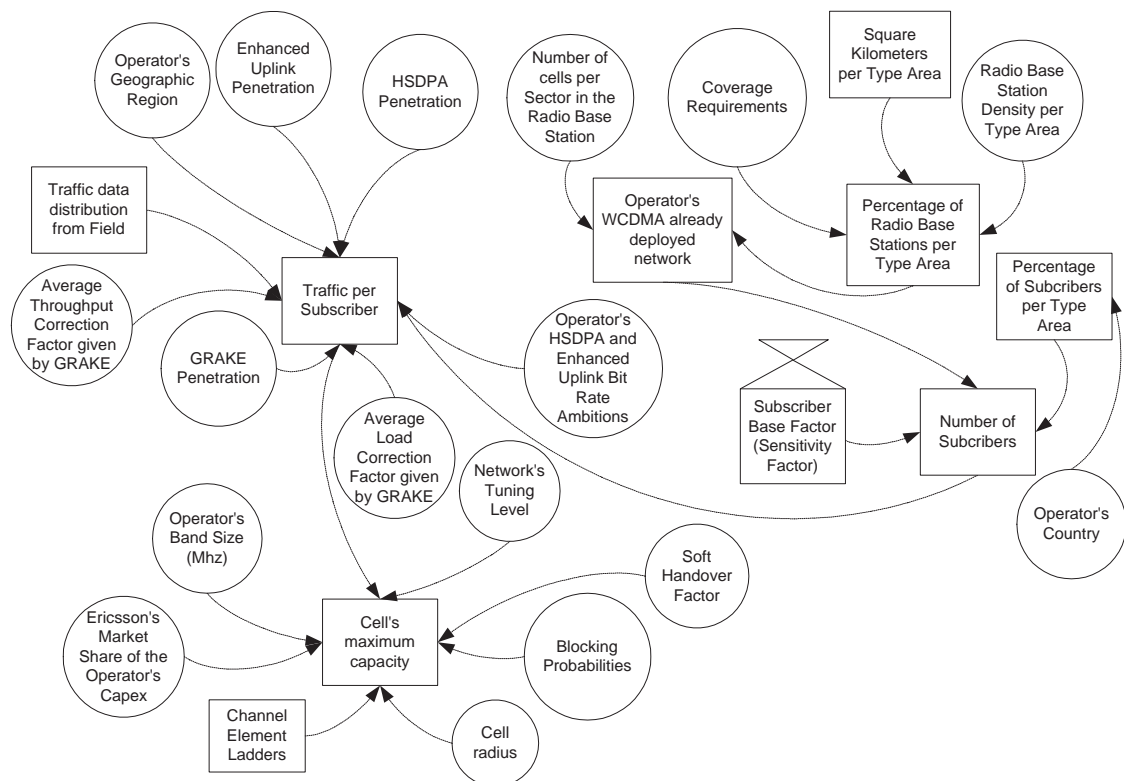 Operator's
Geographic
Region
Enhanced
Uplink
Penetration
HSDPA
Penetration
Number of
cells per
Sector in the
Radio Base
Station
Coverage
Requirements
Square
Kilometers
per Type Area
Radio Base
Station
Density per
Type Area
Traffic data
distribution
from Field
Operator's
WCDMA already
deployed
network
Percentage of
Radio Base
Stations per
Type Area
Percentage
of Subcribers
per Type
Area
Average
Throughput
Correction
Factor given
by GRAKE
Traffic per
Subscriber
GRAKE
Penetration
Operator's
HSDPA and
Enhanced
Uplink Bit
Rate
Ambitions
Average
Load
Correction
Factor given
by GRAKE
Subscriber
Base Factor
(Sensitivity
Factor)
Number of
Subcribers
Network's
Tuning
Level
Operator's
Country
Operator's
Band Size
(Mhz)
Soft
Handover
Factor
Ericsson's
Market
Share of the
Operator's
Capex
Cell's
maximum
capacity
Blocking
Probabilities
Channel
Element
Ladders
Cell
radius